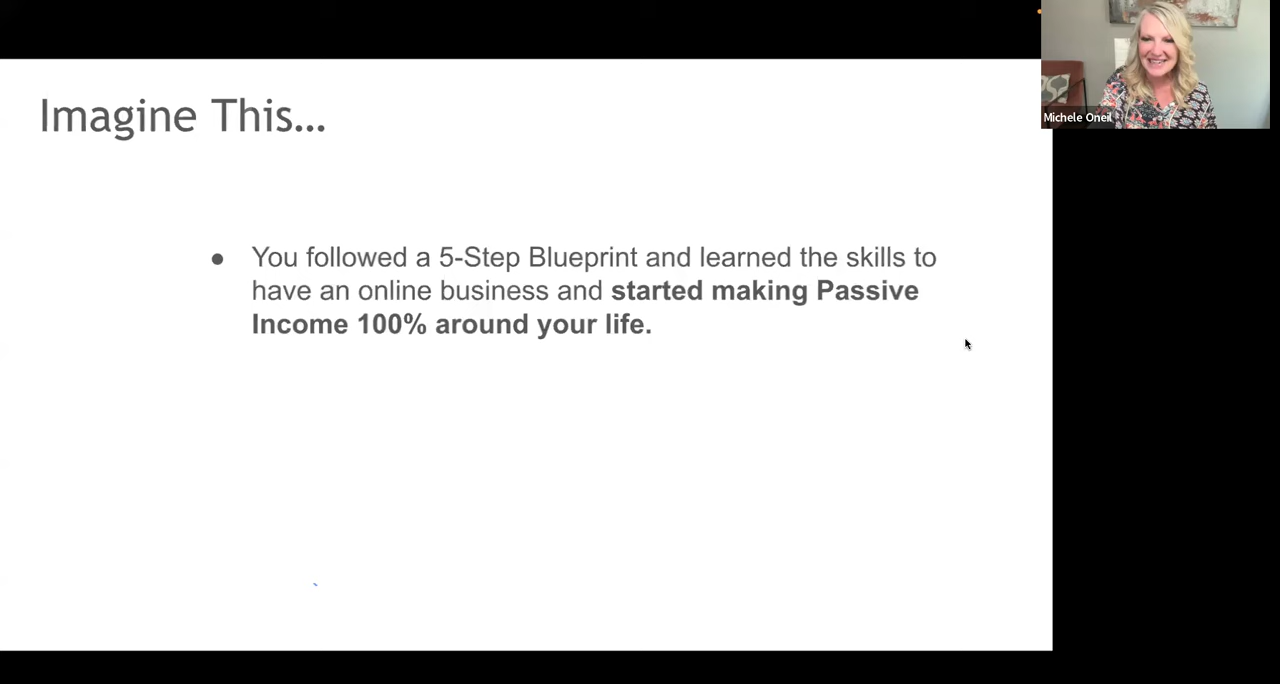 Imagine This...
Michele Oneil
● You followed a 5-Step Blueprint and learned the skills to
have an online business and started making Passive
Income 100% around your life.
`